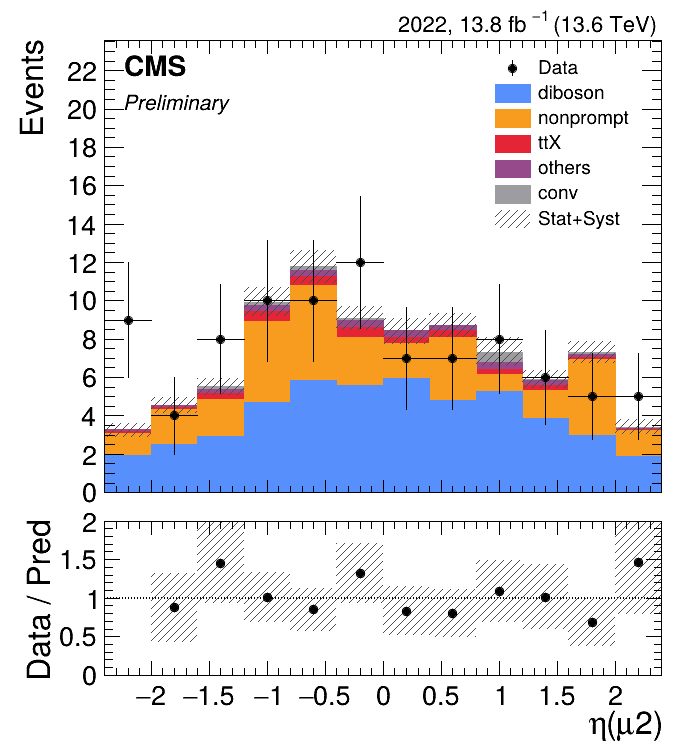 2022, 13.8 fb⁻¹ (13.6 TeV)
CMS
Preliminary
Events
22
20
18
16
14
12
10
8
6
4
2
0
Data
diboson
nonprompt
ttX
others
conv
Stat+Syst
Data / Pred
2
1.5
1
0.5
0
−2 −1.5 −1 −0.5 0 0.5 1 1.5 2
η(μ2)